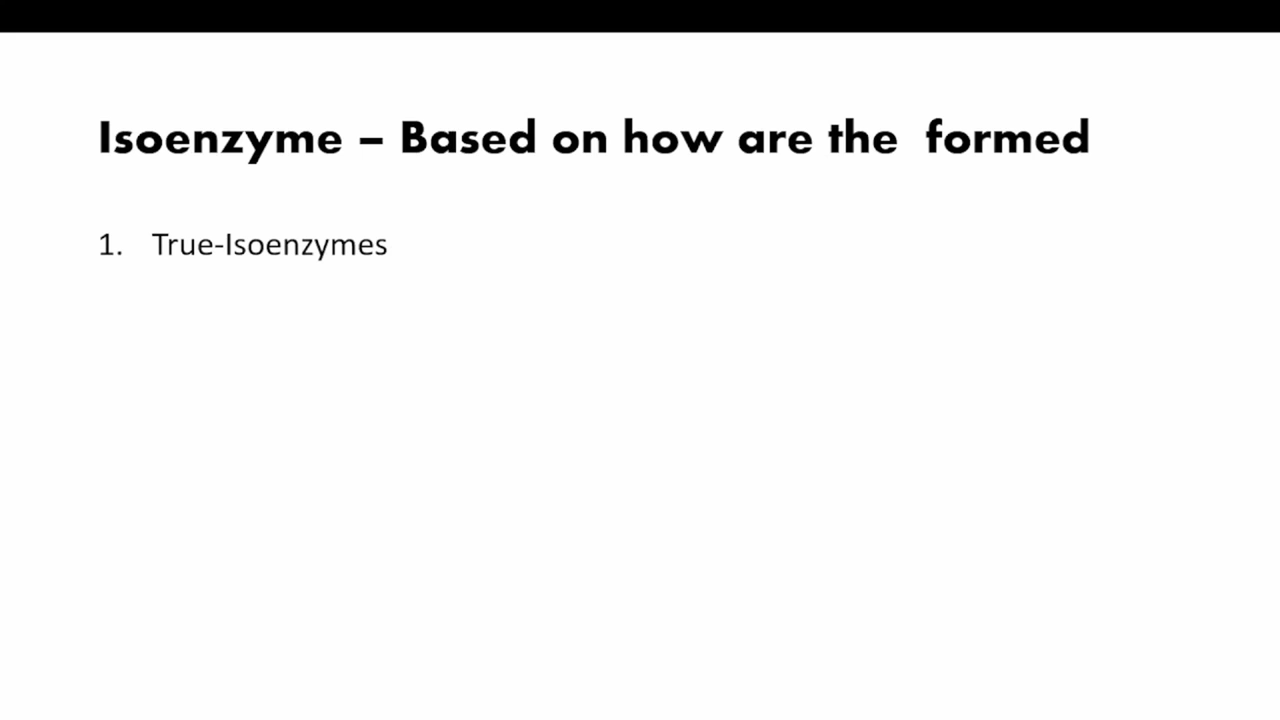 Isoenzyme – Based on how are the  formed
1. True-Isoenzymes